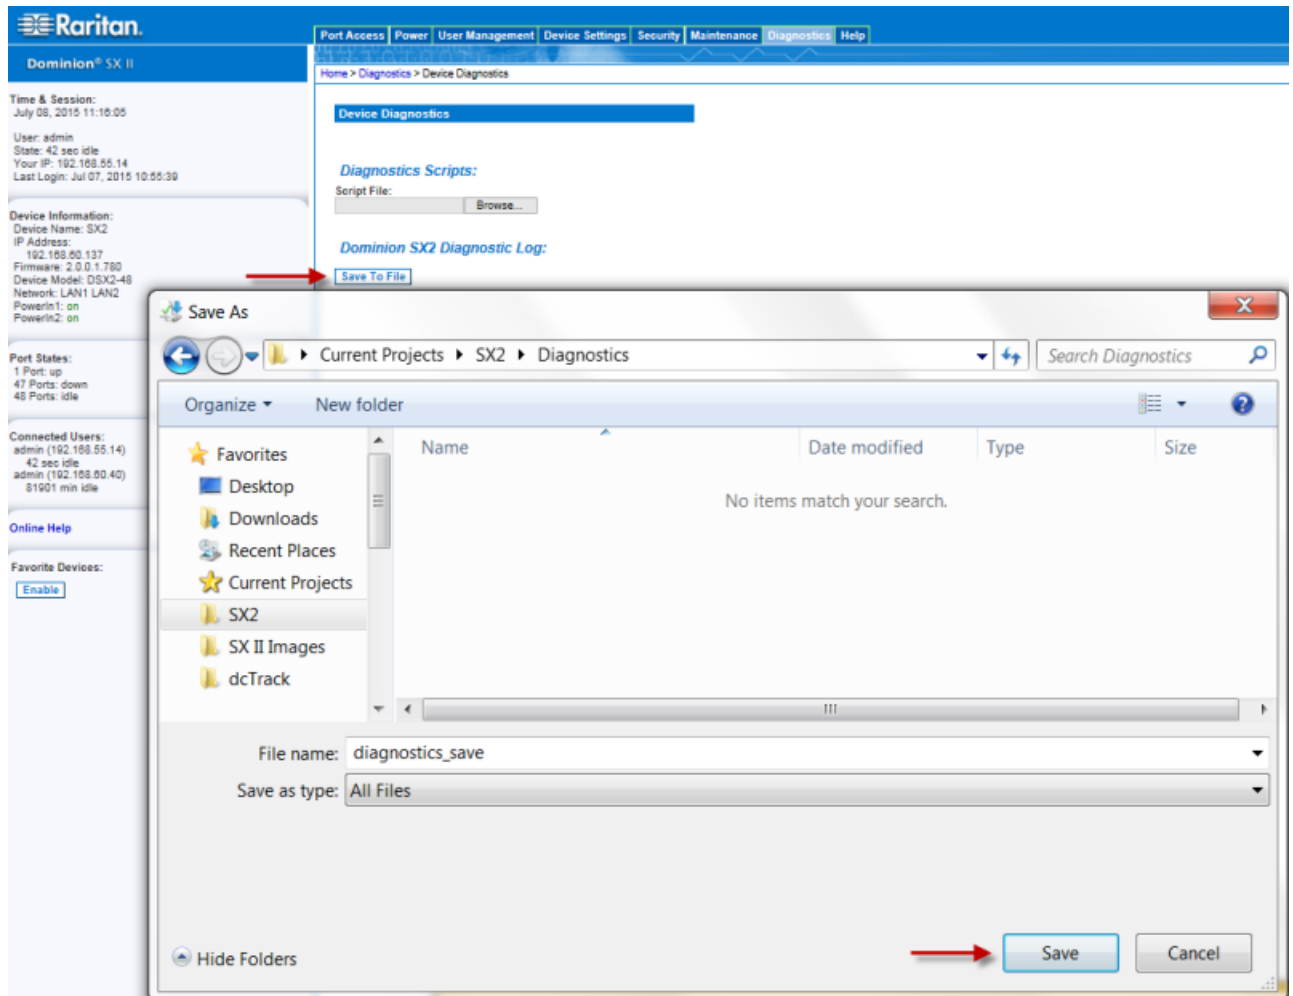 Raritan.
Port Access Power User Management Device Settings Security Maintenance Diagnostics Help
Dominion® SX II
Home > Diagnostics > Device Diagnostics
Time & Session:
July 08, 2015 11:16:05
User: admin
State: 42 sec idle
Your IP: 192.168.55.14
Last Login: Jul 07, 2015 10:55:39
Device Information:
Device Name: SX2
IP Address:
192.168.60.137
Firmware: 2.0.0.1.780
Device Model: DSX2-48
Network: LAN1 LAN2
PowerIn1: on
PowerIn2: on
Port States:
1 Port: up
47 Ports: down
48 Ports: idle
Connected Users:
admin (192.168.55.14)
42 sec idle
admin (192.168.60.40)
81901 min idle
Online Help
Favorite Devices:
Enable
Device Diagnostics
Diagnostics Scripts:
Script File:
Browse...
Dominion SX2 Diagnostic Log:
Save To File
Save As
Current Projects SX2 Diagnostics
Search Diagnostics
Organize New folder
Favorites
Desktop
Downloads
Recent Places
Current Projects
SX2
SX II Images
dcTrack
Name Date modified Type Size
No items match your search.
File name: diagnostics_save
Save as type: All Files
Hide Folders
Save Cancel